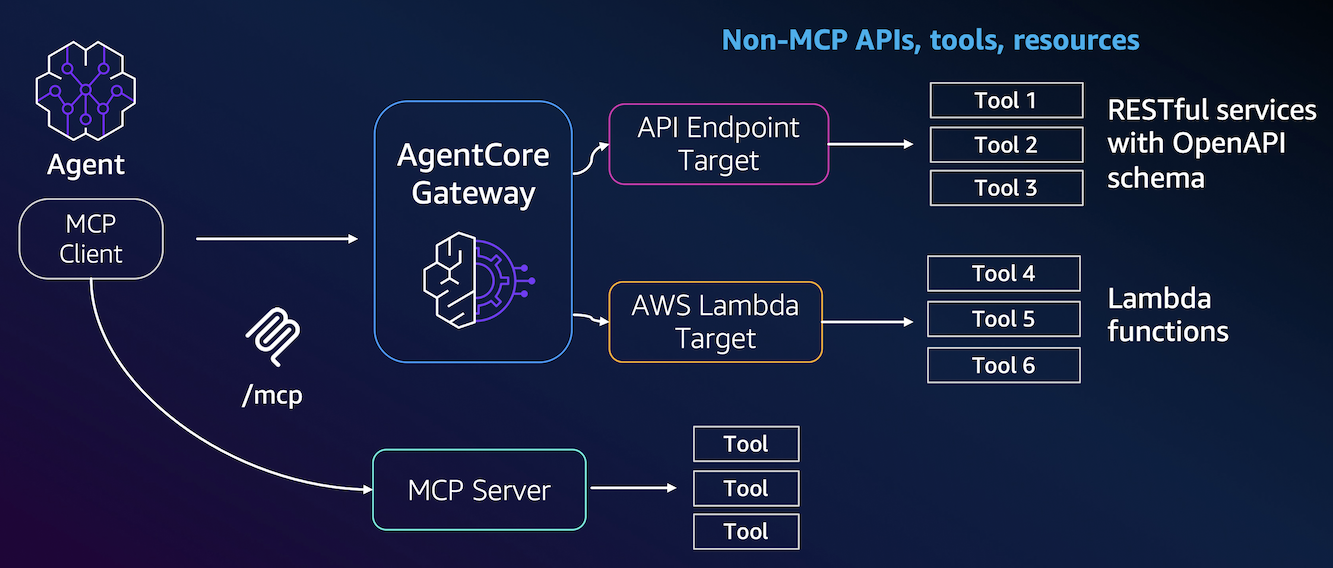 Non-MCP APIs, tools, resources
Agent
MCP
Client
/mcp
AgentCore
Gateway
API Endpoint
Target
Tool 1
Tool 2
Tool 3
RESTful services
with OpenAPI
schema
AWS Lambda
Target
Tool 4
Tool 5
Tool 6
Lambda
functions
MCP Server
Tool
Tool
Tool